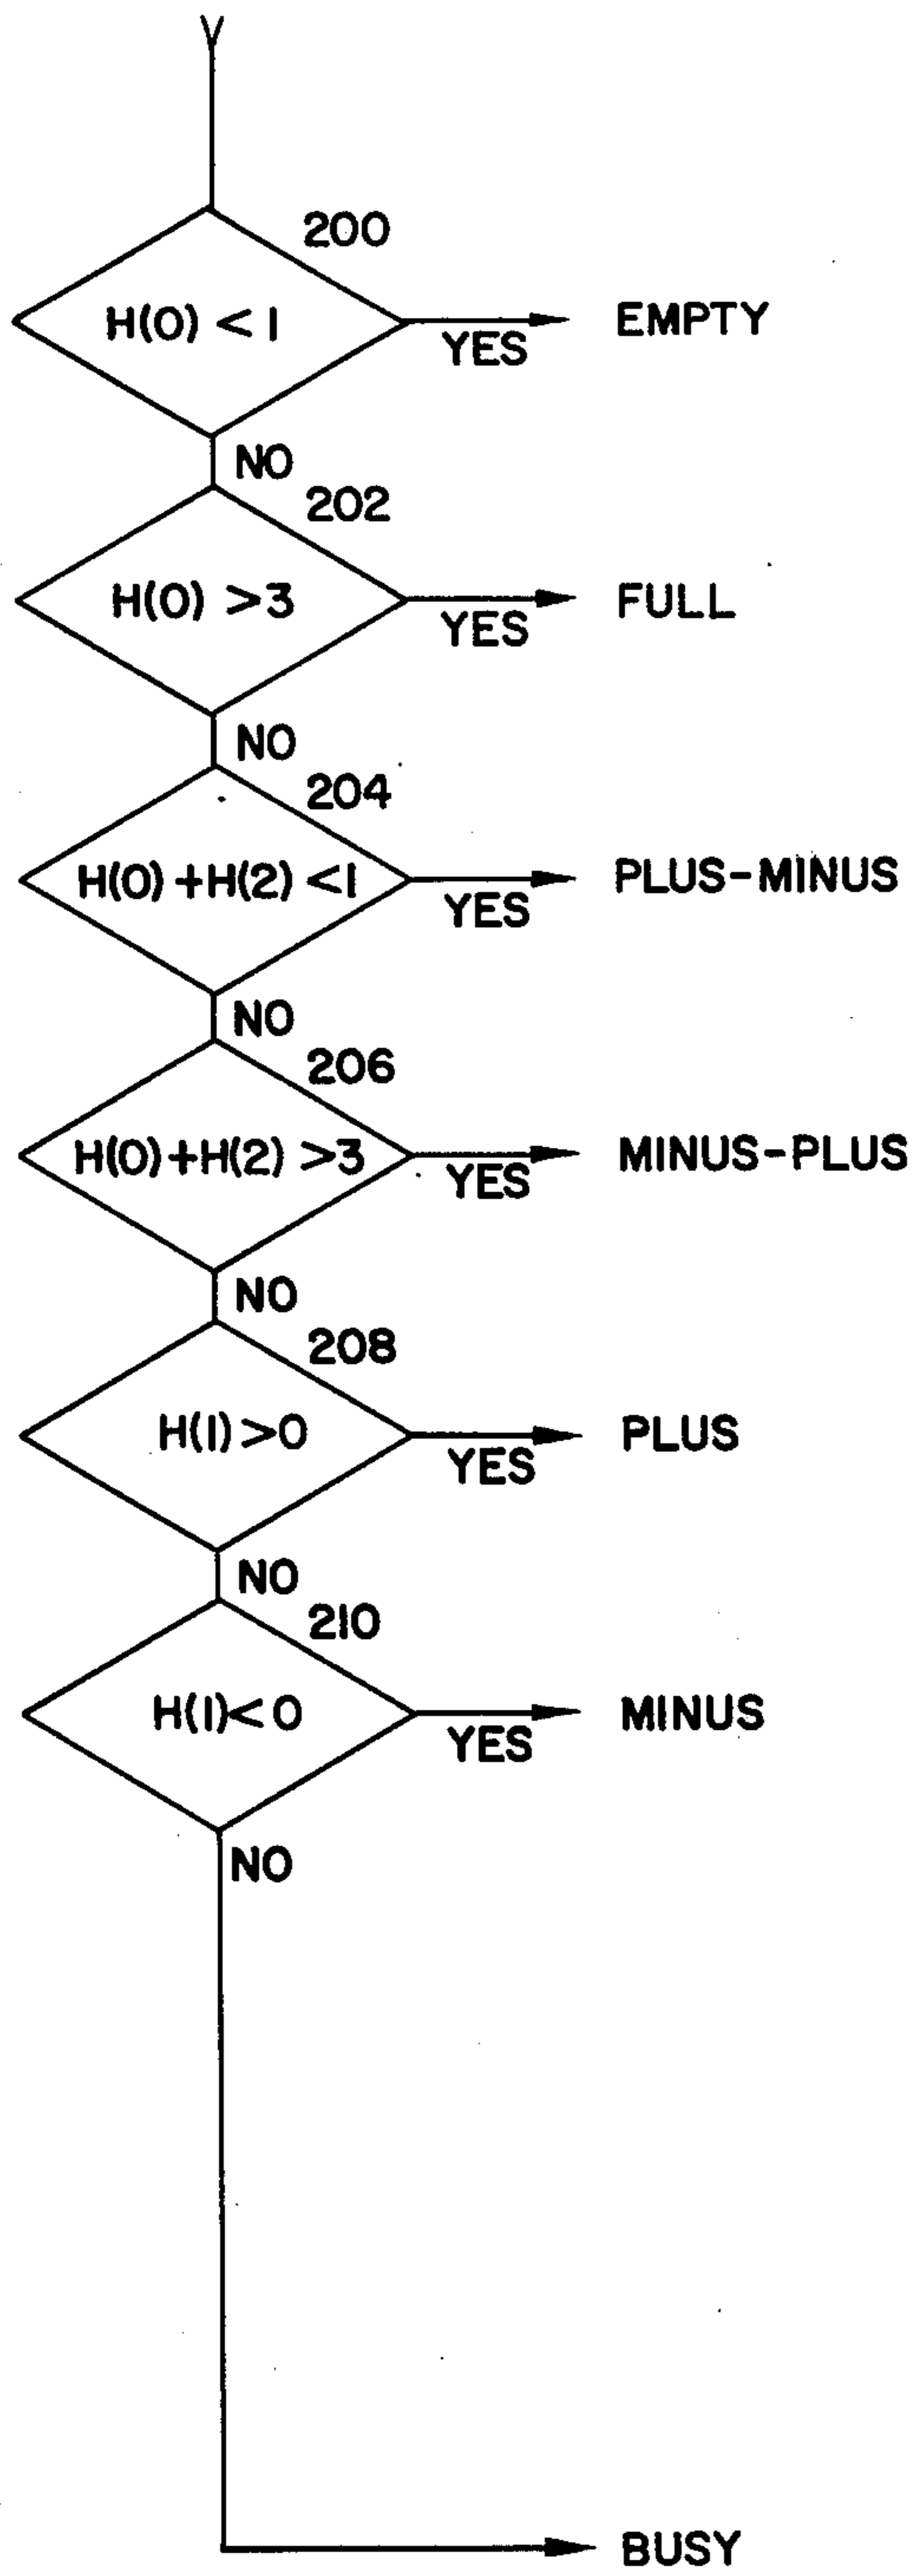 200
H(0) < 1
YES
EMPTY
NO
202
H(0) >3
YES
FULL
NO
204
H(0)+H(2) <1
YES
PLUS-MINUS
NO
206
H(0)+H(2) >3
YES
MINUS-PLUS
NO
208
H(1)>0
YES
PLUS
NO
210
H(1)<0
YES
MINUS
NO
BUSY